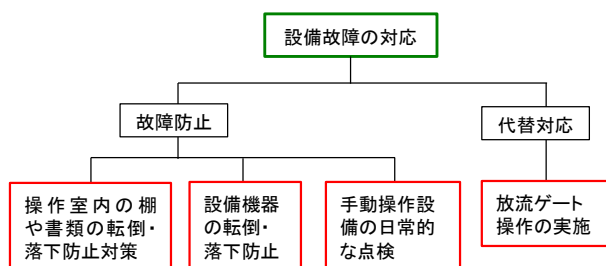 設備故障の対応
故障防止
代替対応
操作室内の棚
や書類の転倒・
落下防止対策
設備機器
の転倒・
落下防止
手動操作設
備の日常的
な点検
放流ゲート
操作の実施